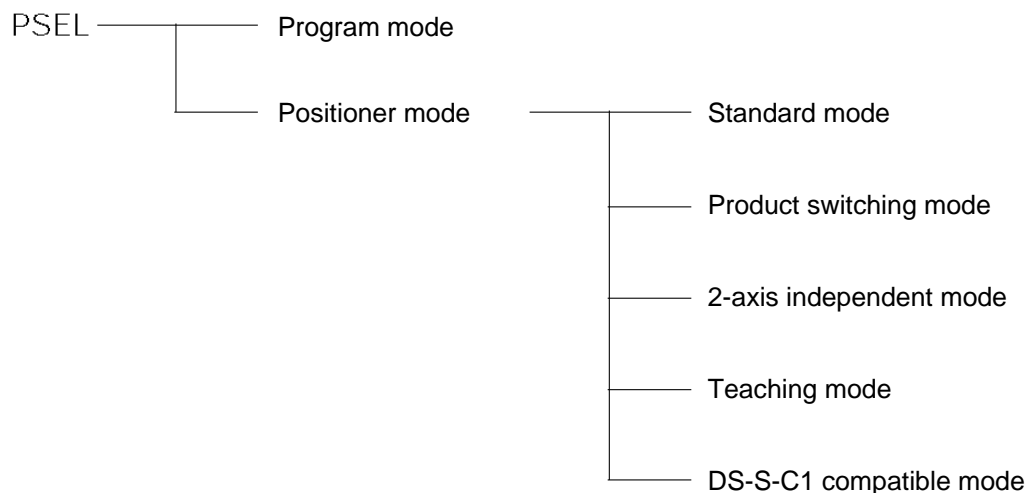 PSEL
Program mode
Positioner mode
Standard mode
Product switching mode
2-axis independent mode
Teaching mode
DS-S-C1 compatible mode